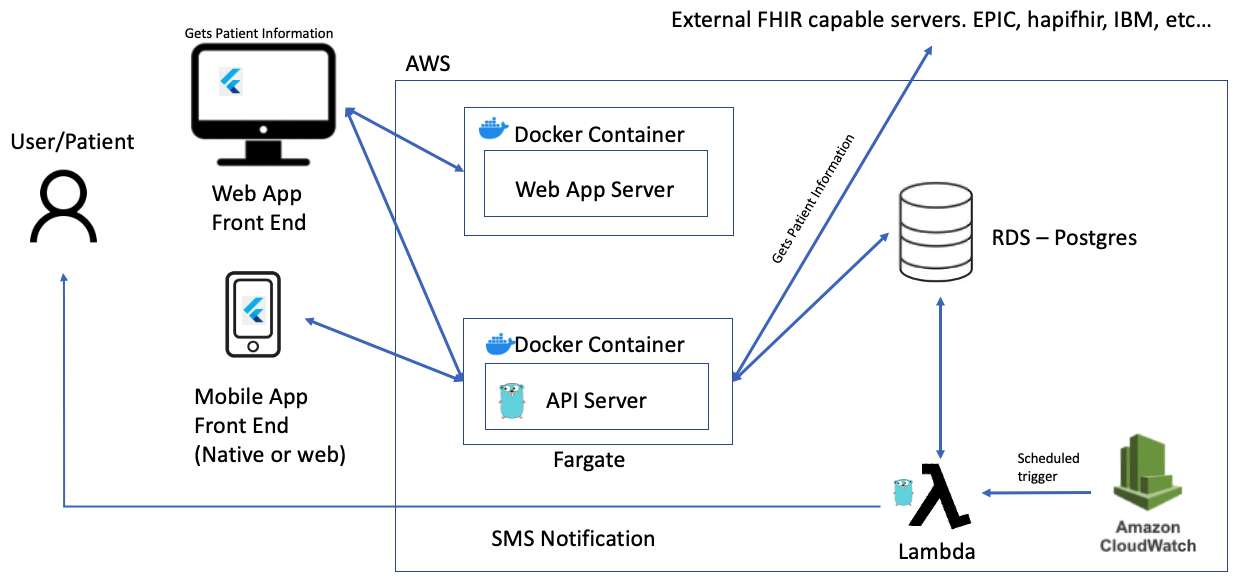 External FHIR capable servers. EPIC, hapifhir, IBM, etc...
Gets Patient Information
AWS
User/Patient
Docker Container
Web App Server
Web App
Front End
Gets Patient Information
RDS – Postgres
Docker Container
API Server
Mobile App
Front End
(Native or web)
Fargate
Scheduled
trigger
SMS Notification
Lambda
Amazon
CloudWatch